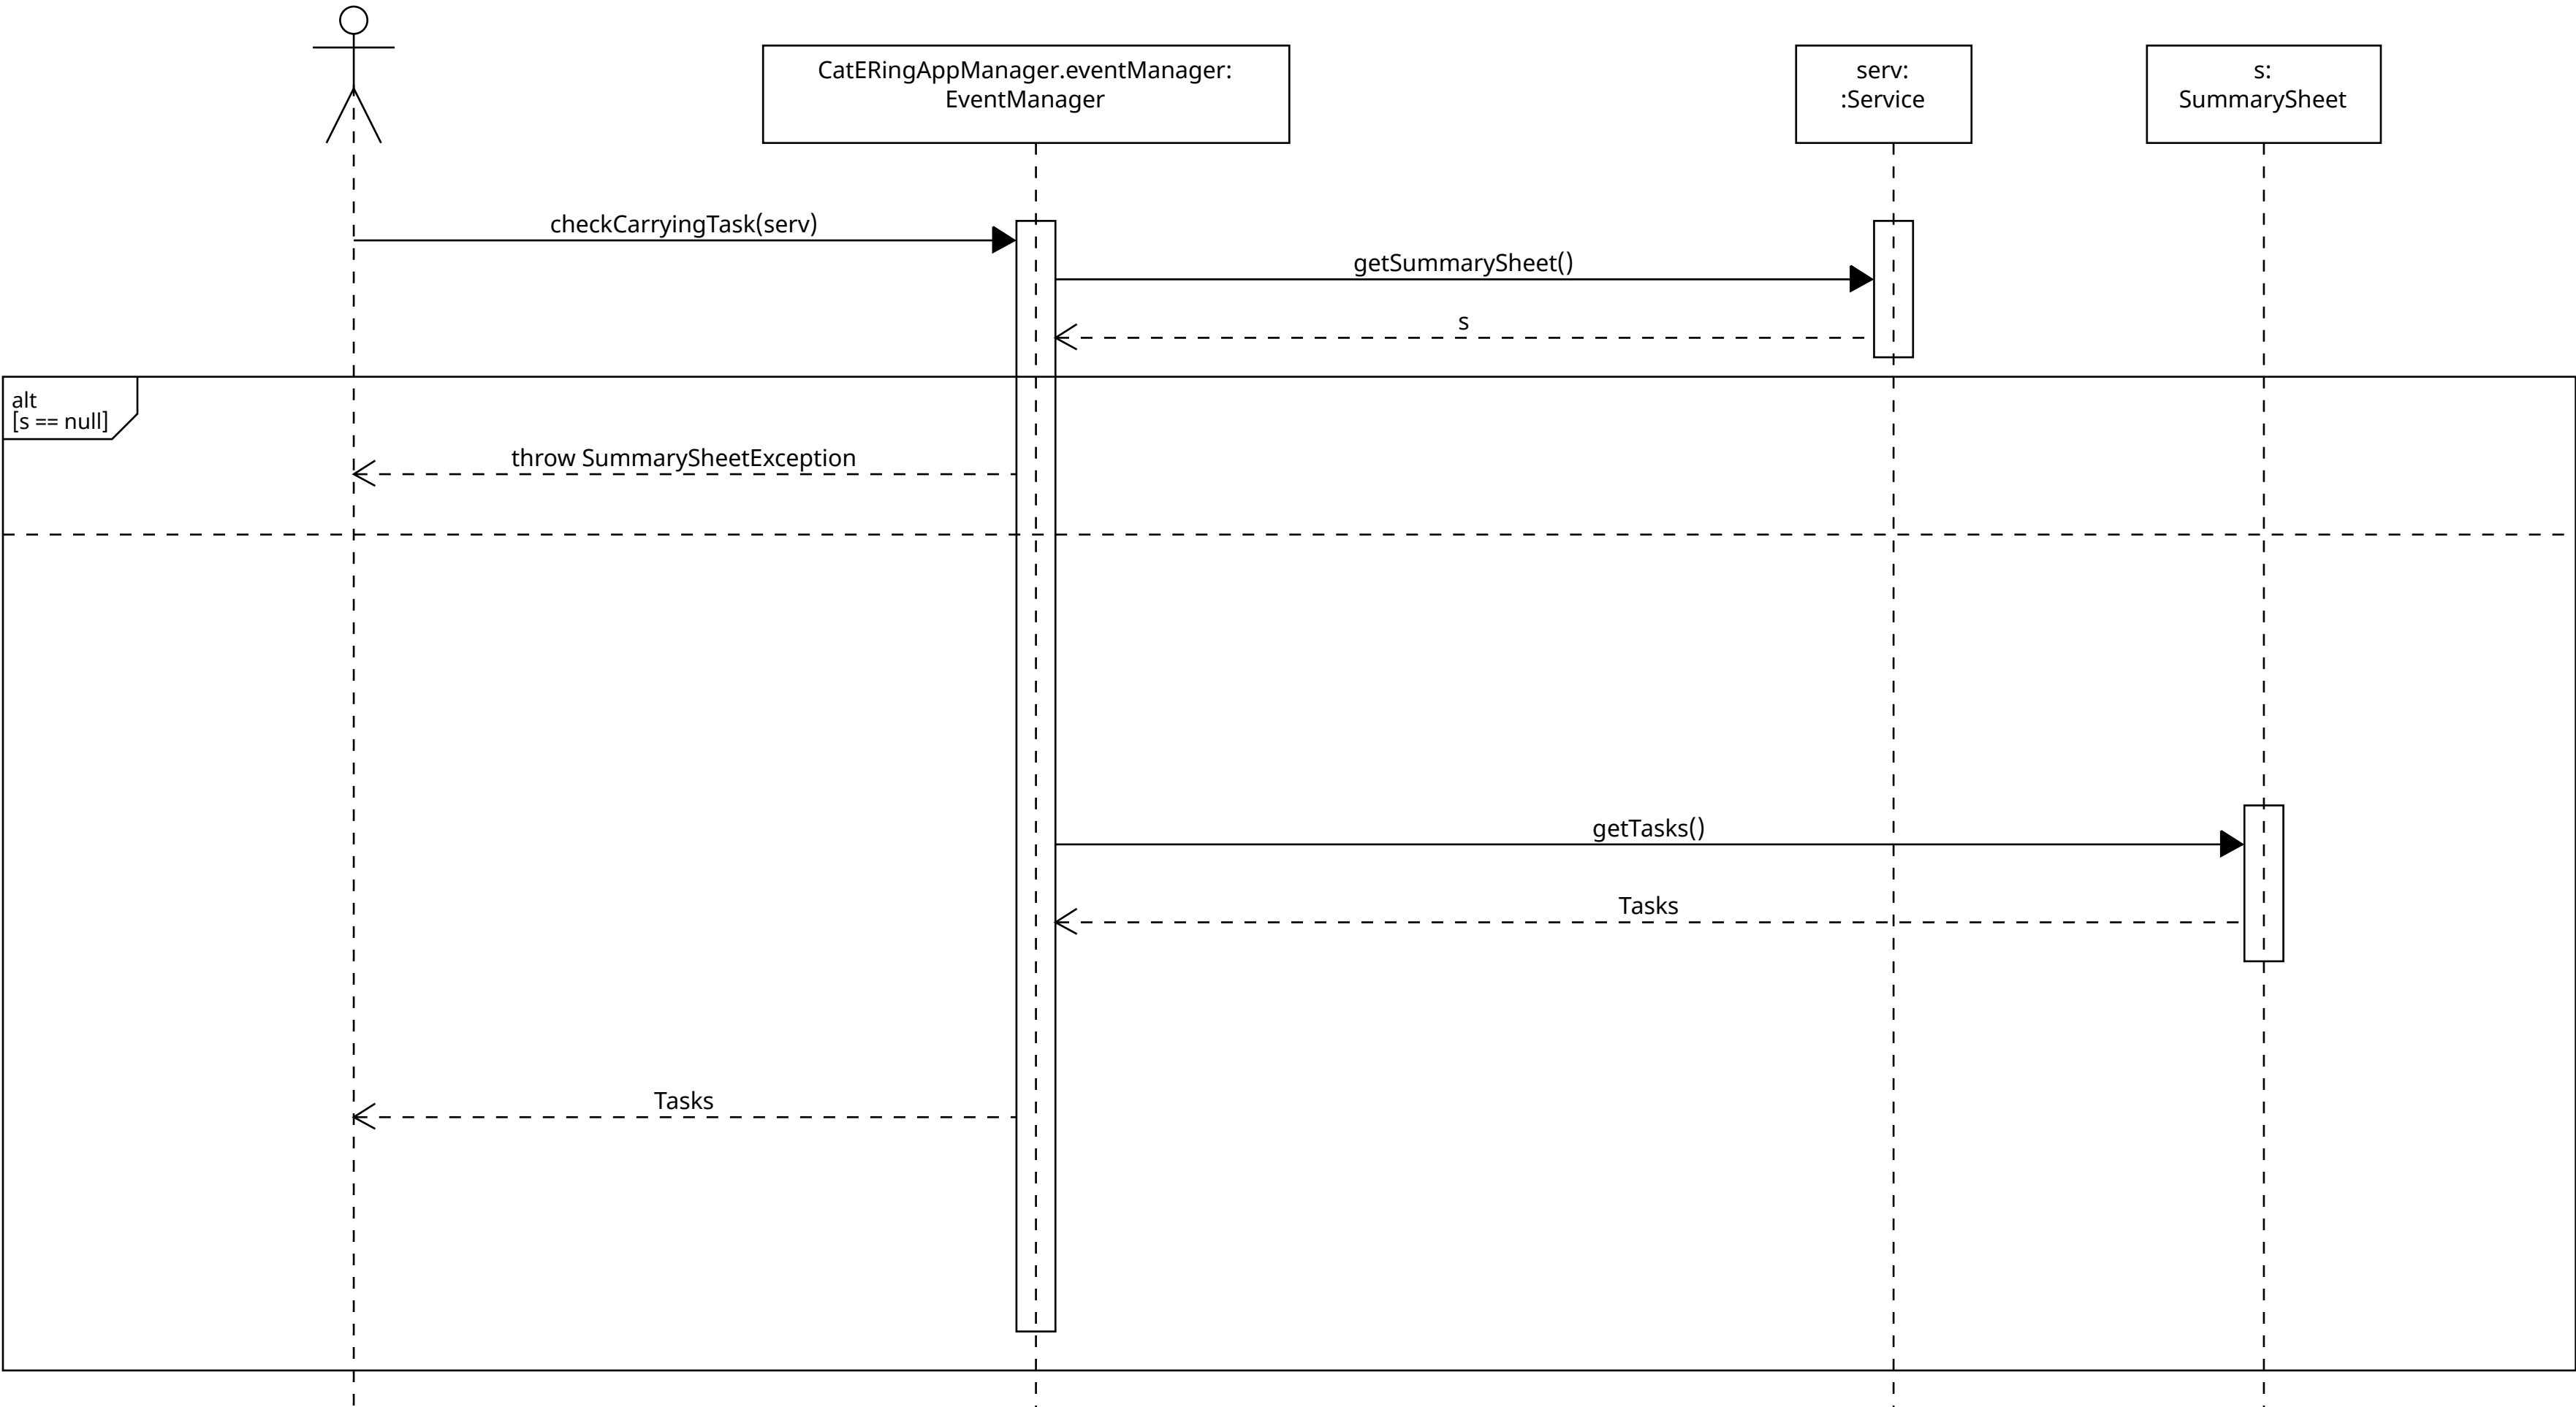 CatERingAppManager.eventManager:
EventManager
serv:
:Service
s:
SummarySheet
checkCarryingTask(serv)
getSummarySheet()
s
alt
[s == null]
throw SummarySheetException
getTasks()
Tasks
Tasks